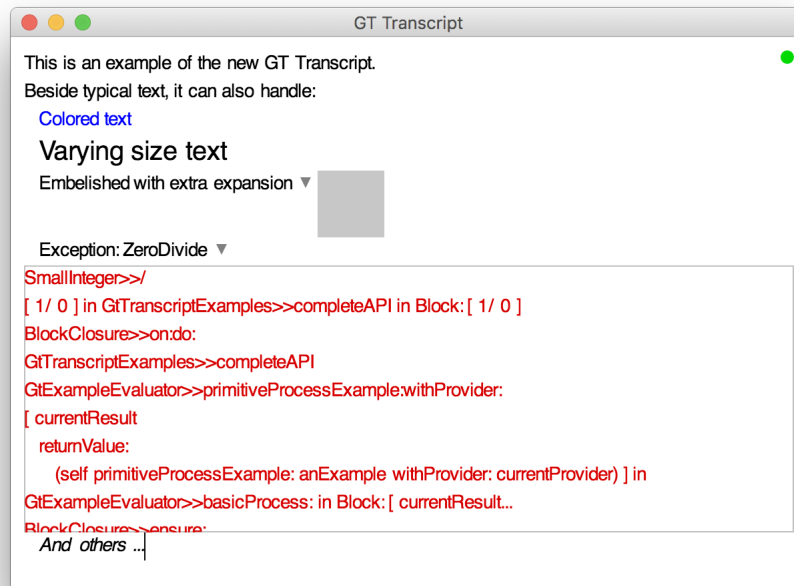 GT Transcript
This is an example of the new GT Transcript.
Beside typical text, it can also handle:
Colored text
Varying size text
Embelished with extra expansion ▼
Exception: ZeroDivide ▼
SmallInteger>>/
[ 1/ 0 ] in GtTranscriptExamples>>completeAPI in Block: [ 1/ 0 ]
BlockClosure>>on:do:
GtTranscriptExamples>>completeAPI
GtExampleEvaluator>>primitiveProcessExample:withProvider:
[ currentResult
returnValue:
(self primitiveProcessExample: anExample withProvider: currentProvider) ] in
GtExampleEvaluator>>basicProcess: in Block: [ currentResult...
BlockClosure>>ensure:
And others ...